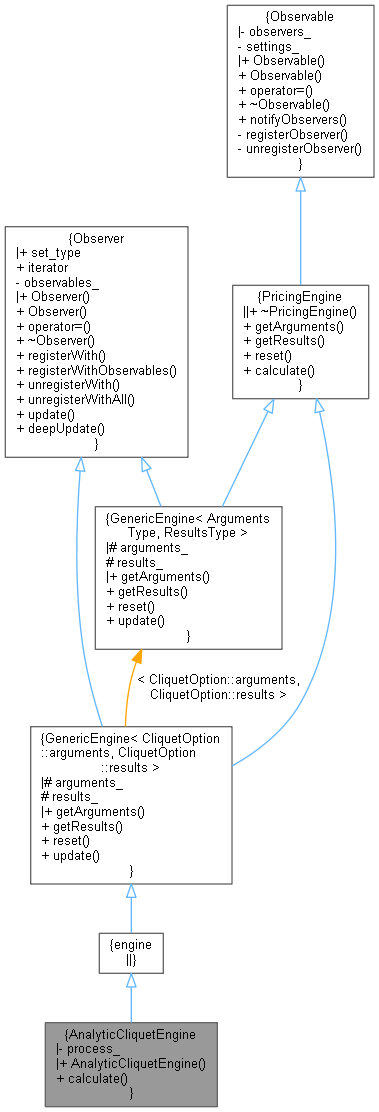 {Observable
|- observers_
- settings_
|+ Observable()
+ Observable()
+ operator=()
+ ~Observable()
+ notifyObservers()
- registerObserver()
- unregisterObserver()
}
{Observer
|+ set_type
+ iterator
- observables_
|+ Observer()
+ Observer()
+ operator=()
+ ~Observer()
+ registerWith()
+ registerWithObservables()
+ unregisterWith()
+ unregisterWithAll()
+ update()
+ deepUpdate()
}
{PricingEngine
||+ ~PricingEngine()
+ getArguments()
+ getResults()
+ reset()
+ calculate()
}
{GenericEngine< Arguments
Type, ResultsType >
|# arguments_
# results_
|+ getArguments()
+ getResults()
+ reset()
+ update()
}
< CliquetOption::arguments,
CliquetOption::results >
{GenericEngine< CliquetOption
::arguments, CliquetOption
::results >
|# arguments_
# results_
|+ getArguments()
+ getResults()
+ reset()
+ update()
}
{engine
||}
{AnalyticCliquetEngine
|- process_
|+ AnalyticCliquetEngine()
+ calculate()
}